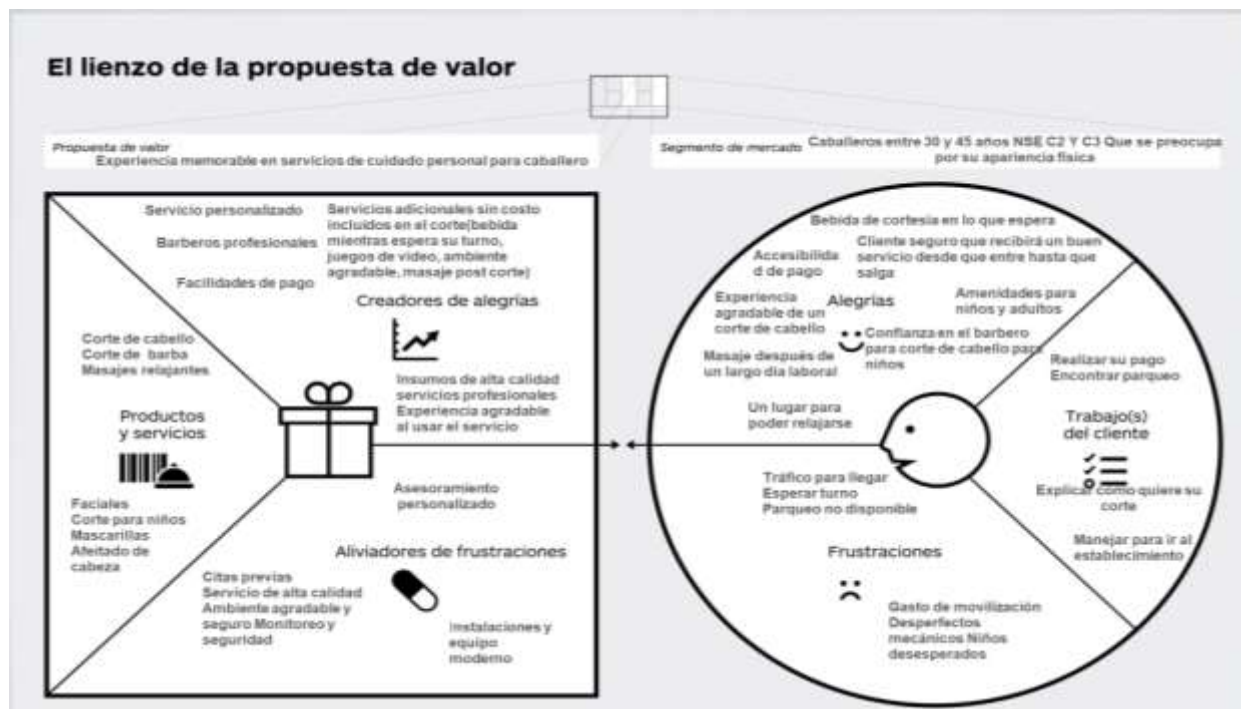 El lienzo de la propuesta de valor
Propuesta de valor
Experiencia memorable en servicios de cuidado personal para caballero
Segmento de mercado
Caballeros entre 30 y 45 años NSE C2 Y C3 Que se preocupa
por su apariencia física
Servicio personalizado
Barberos profesionales
Facilidades de pago
Servicios adicionales sin costo
incluidos en el corte(bebida
mientras espera su turno,
juegos de video, ambiente
agradable, masaje post corte)
Creadores de alegrías
Corte de cabello
Corte de barba
Masajes relajantes
Insumos de alta calidad
servicios profesionales
Experiencia agradable
al usar el servicio
Productos
y servicios
Faciales
Corte para niños
Mascarillas
Afeitado de
cabeza
Asesoramiento
personalizado
Aliviadores de frustraciones
Citas previas
Servicio de alta calidad
Ambiente agradable y
seguro Monitoreo y
seguridad
Instalaciones y
equipo
moderno
Bebida de cortesia en lo que espera
Accesibilida
d de pago
Cliente seguro que recibirá un buen
servicio desde que entre hasta que
salga
Experiencia
agradable de un
corte de cabello
Alegrías
Amenidades para
niños y adultos
Confianza en el barbero
para corte de cabello para
niños
Masaje después de
un largo dia laboral
Un lugar para
poder relajarse
Realizar su pago
Encontrar parqueo
Trabajo(s)
del cliente
Explicar como quiere su
corte
Manejar para ir al
establecimiento
Tráfico para llegar
Esperar turno
Parqueo no disponible
Frustraciones
Gasto de movilización
Desperfectos
mecánicos Niños
desesperados